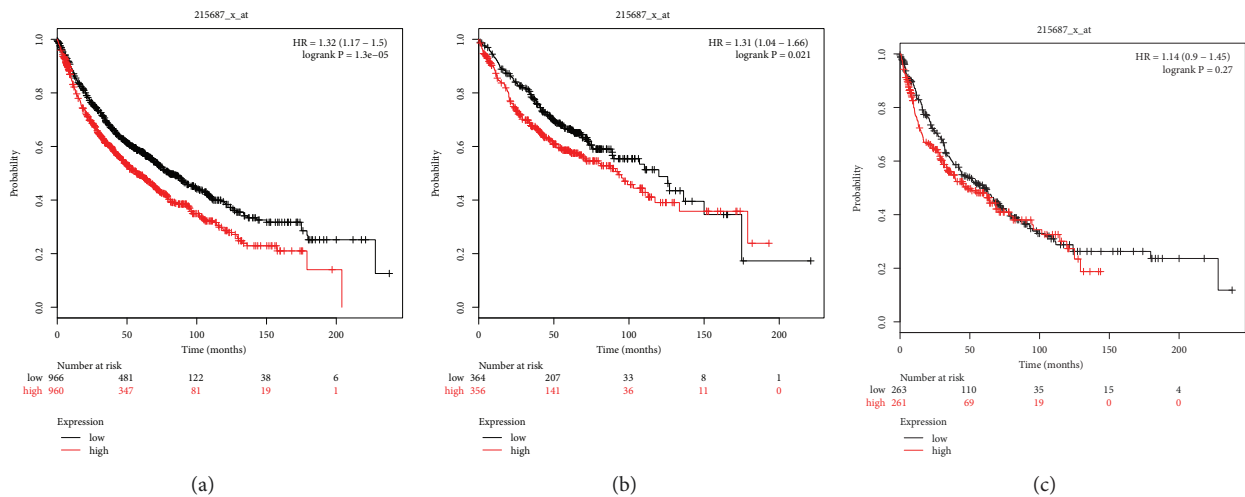 215687_x_at
HR = 1.32 (1.17 − 1.5)
logrank P = 1.3e−05
Probability
1.0
0.8
0.6
0.4
0.2
0.0
0 50 100 150 200
Time (months)
Number at risk
low 966 481 122 38 6
high 960 347 81 19 1
Expression
low
high
(a)
215687_x_at
HR = 1.31 (1.04 − 1.66)
logrank P = 0.021
Probability
1.0
0.8
0.6
0.4
0.2
0.0
0 50 100 150 200
Time (months)
Number at risk
low 364 207 33 8 1
high 356 141 36 11 0
Expression
low
high
(b)
215687_x_at
HR = 1.14 (0.9 − 1.45)
logrank P = 0.27
Probability
1.0
0.8
0.6
0.4
0.2
0.0
0 50 100 150 200
Time (months)
Number at risk
low 263 110 35 15 4
high 261 69 19 0 0
Expression
low
high
(c)